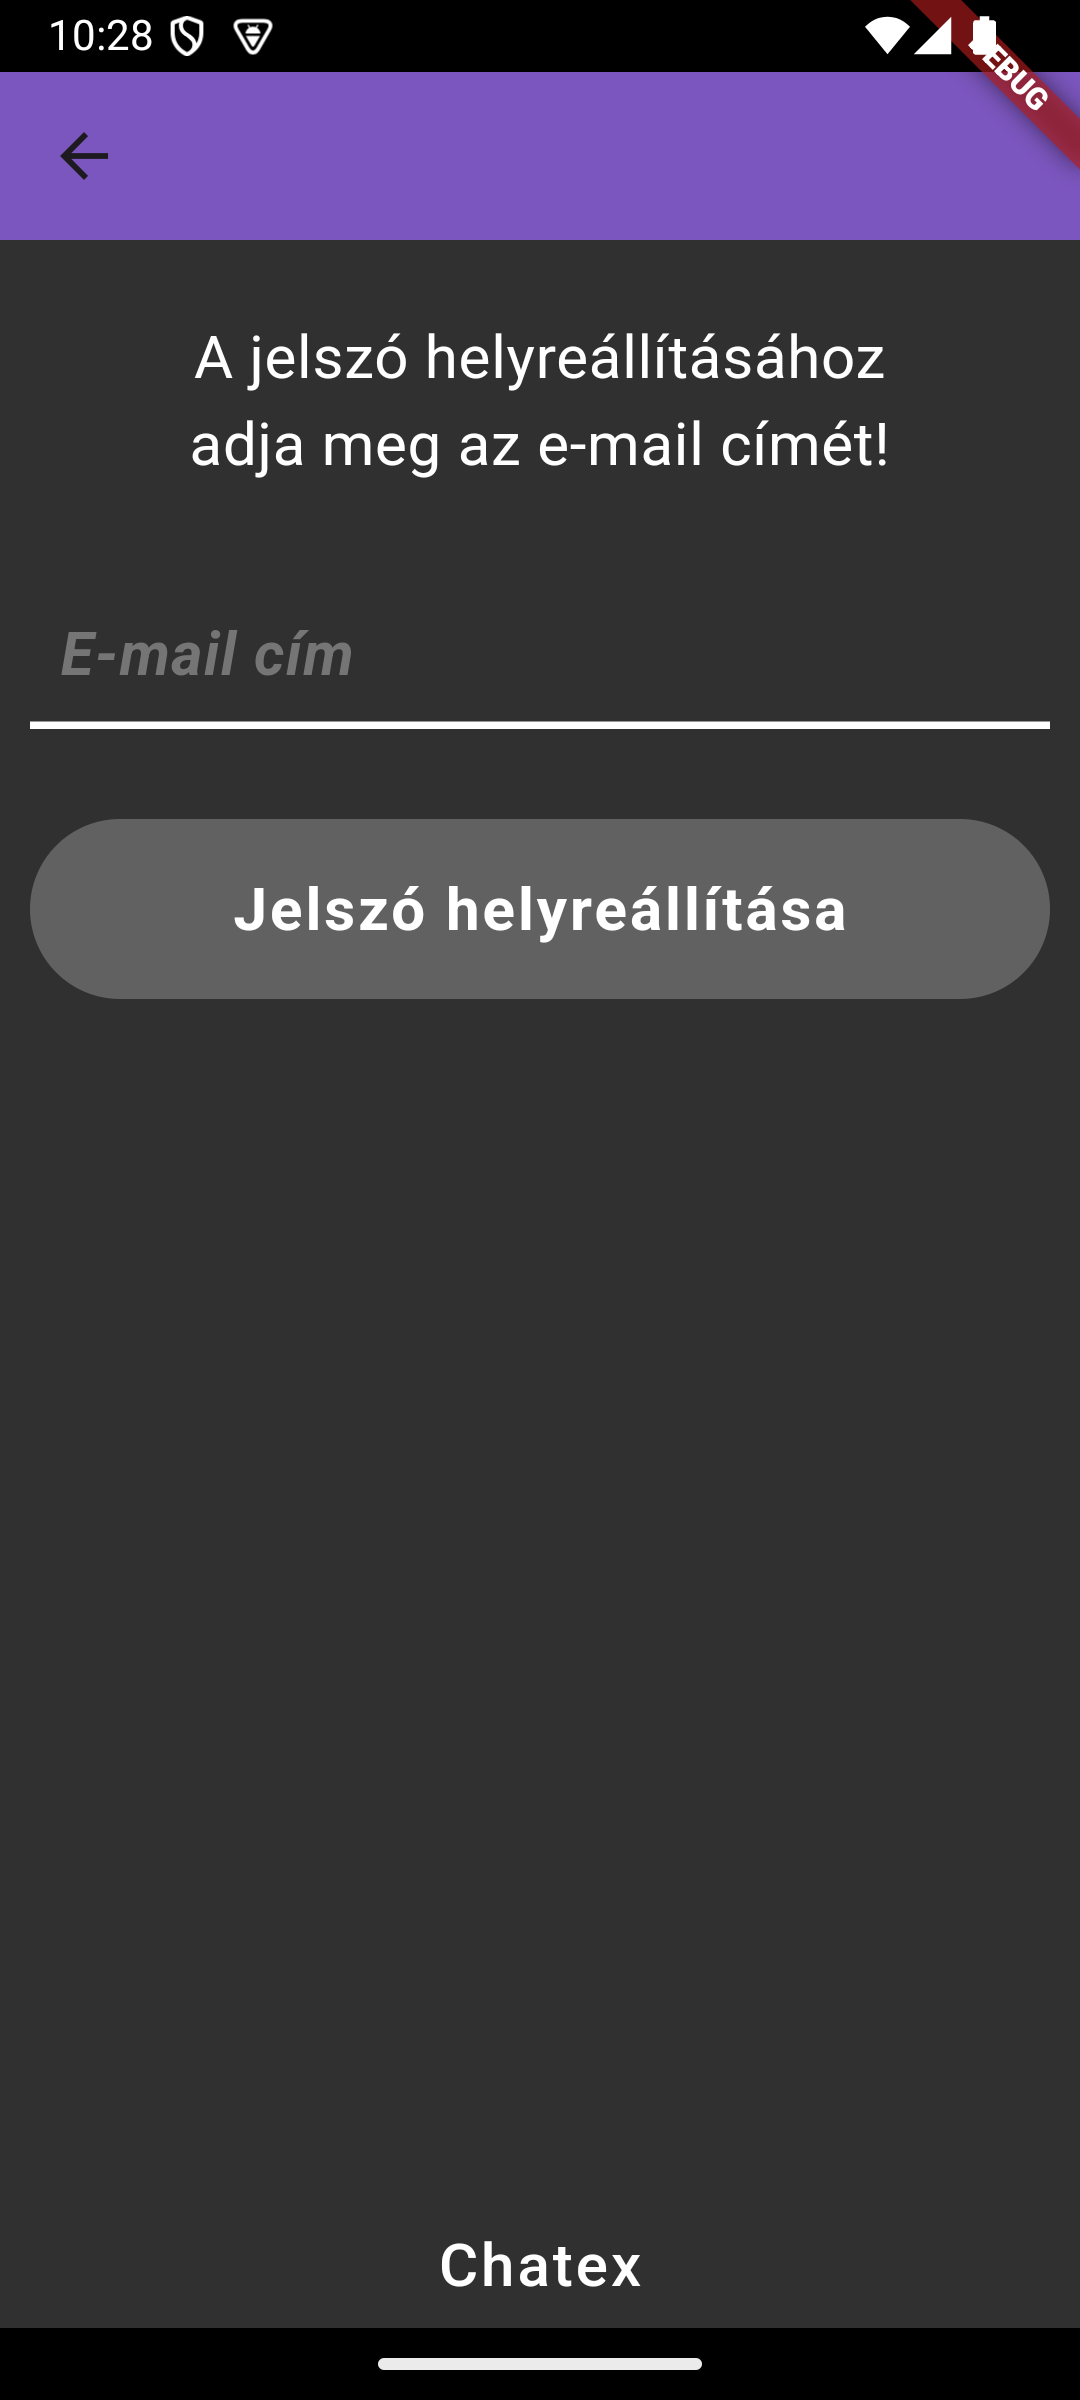 10:28
DEBUG
A jelszó helyreállításához
adja meg az e-mail címét!
E-mail cím
Jelszó helyreállítása
Chatex